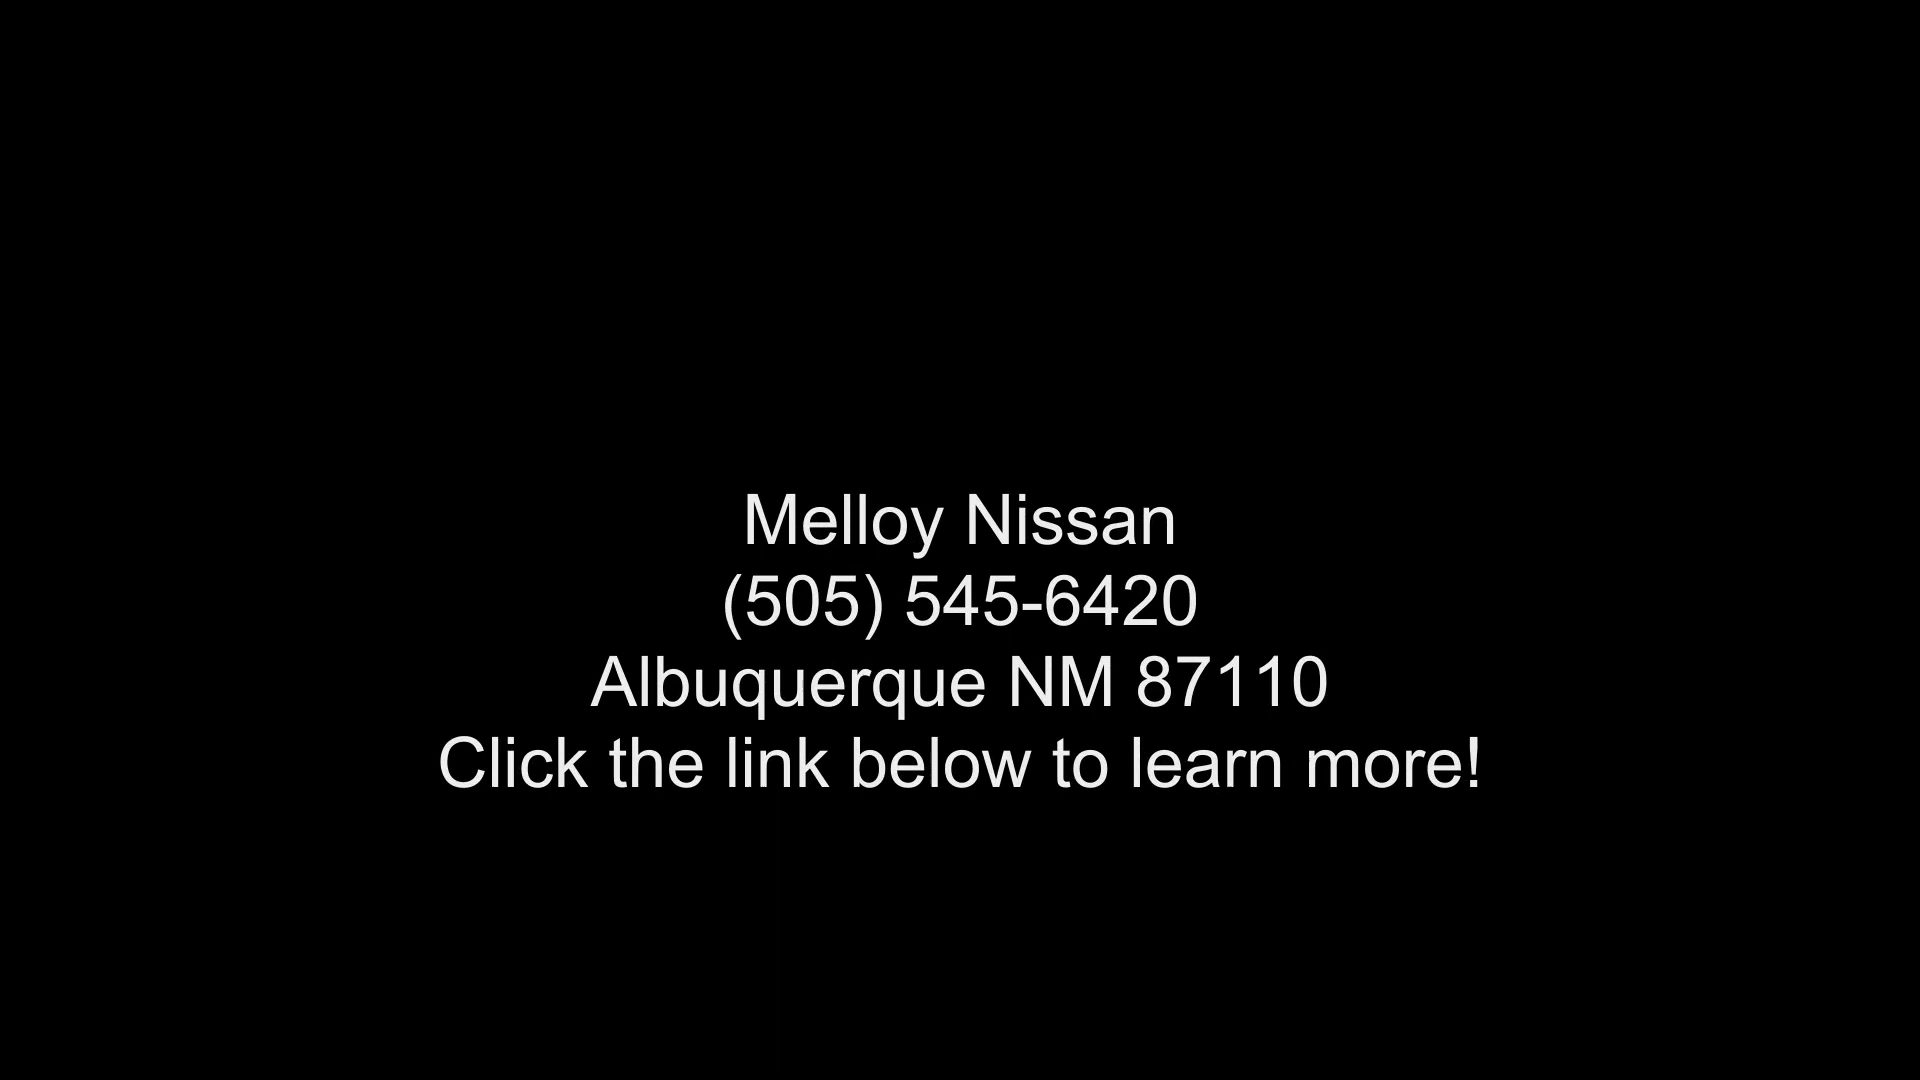 Melloy Nissan
(505) 545-6420
Albuquerque NM 87110
Click the link below to learn more!